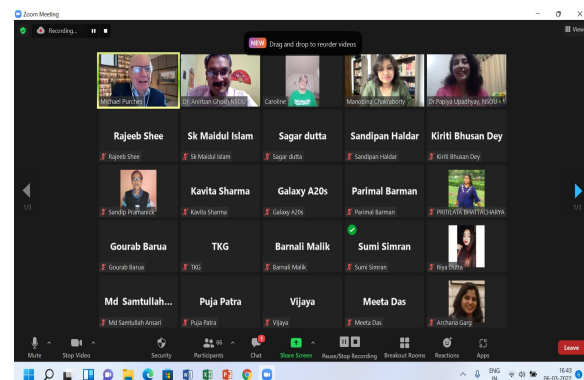 Zoom Meeting
Recording...
View
NEW Drag and drop to reorder videos
Michael Purches
Dr. Anirban Ghosh,NSOU
Caroline
Manobina Chakraborty
Dr.Papiya Upadhyay, NSOU
Rajeeb Shee
Sk Maidul Islam
Sagar dutta
Sandipan Haldar
Kiriti Bhusan Dey
Rajeeb Shee
Sk Maidul Islam
Sagar dutta
Sandipan Haldar
Kiriti Bhusan Dey
Kavita Sharma
Galaxy A20s
Parimal Barman
1/3
1/3
Sandip Pramanick
Kavita Sharma
Galaxy A20s
Parimal Barman
PRITILATA BHATTACHARYA
Gourab Barua
TKG
Barnali Malik
Sumi Simran
Gourab Barua
TKG
Barnali Malik
Sumi Simran
Riya Dutta
Md Samtullah...
Puja Patra
Vijaya
Meeta Das
Md Samtullah Ansari
Puja Patra
Vijaya
Meeta Das
Archana Garg
66
Mute
Stop Video
Security
Participants
Chat
Share Screen
Pause/Stop Recording
Breakout Rooms
Reactions
Apps
Leave
ENG
IN
16:43
06-03-2022